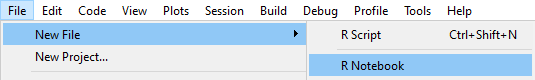 File Edit Code View Plots Session Build Debug Profile Tools Help
New File R Script Ctrl+Shift+N
New Project... R Notebook